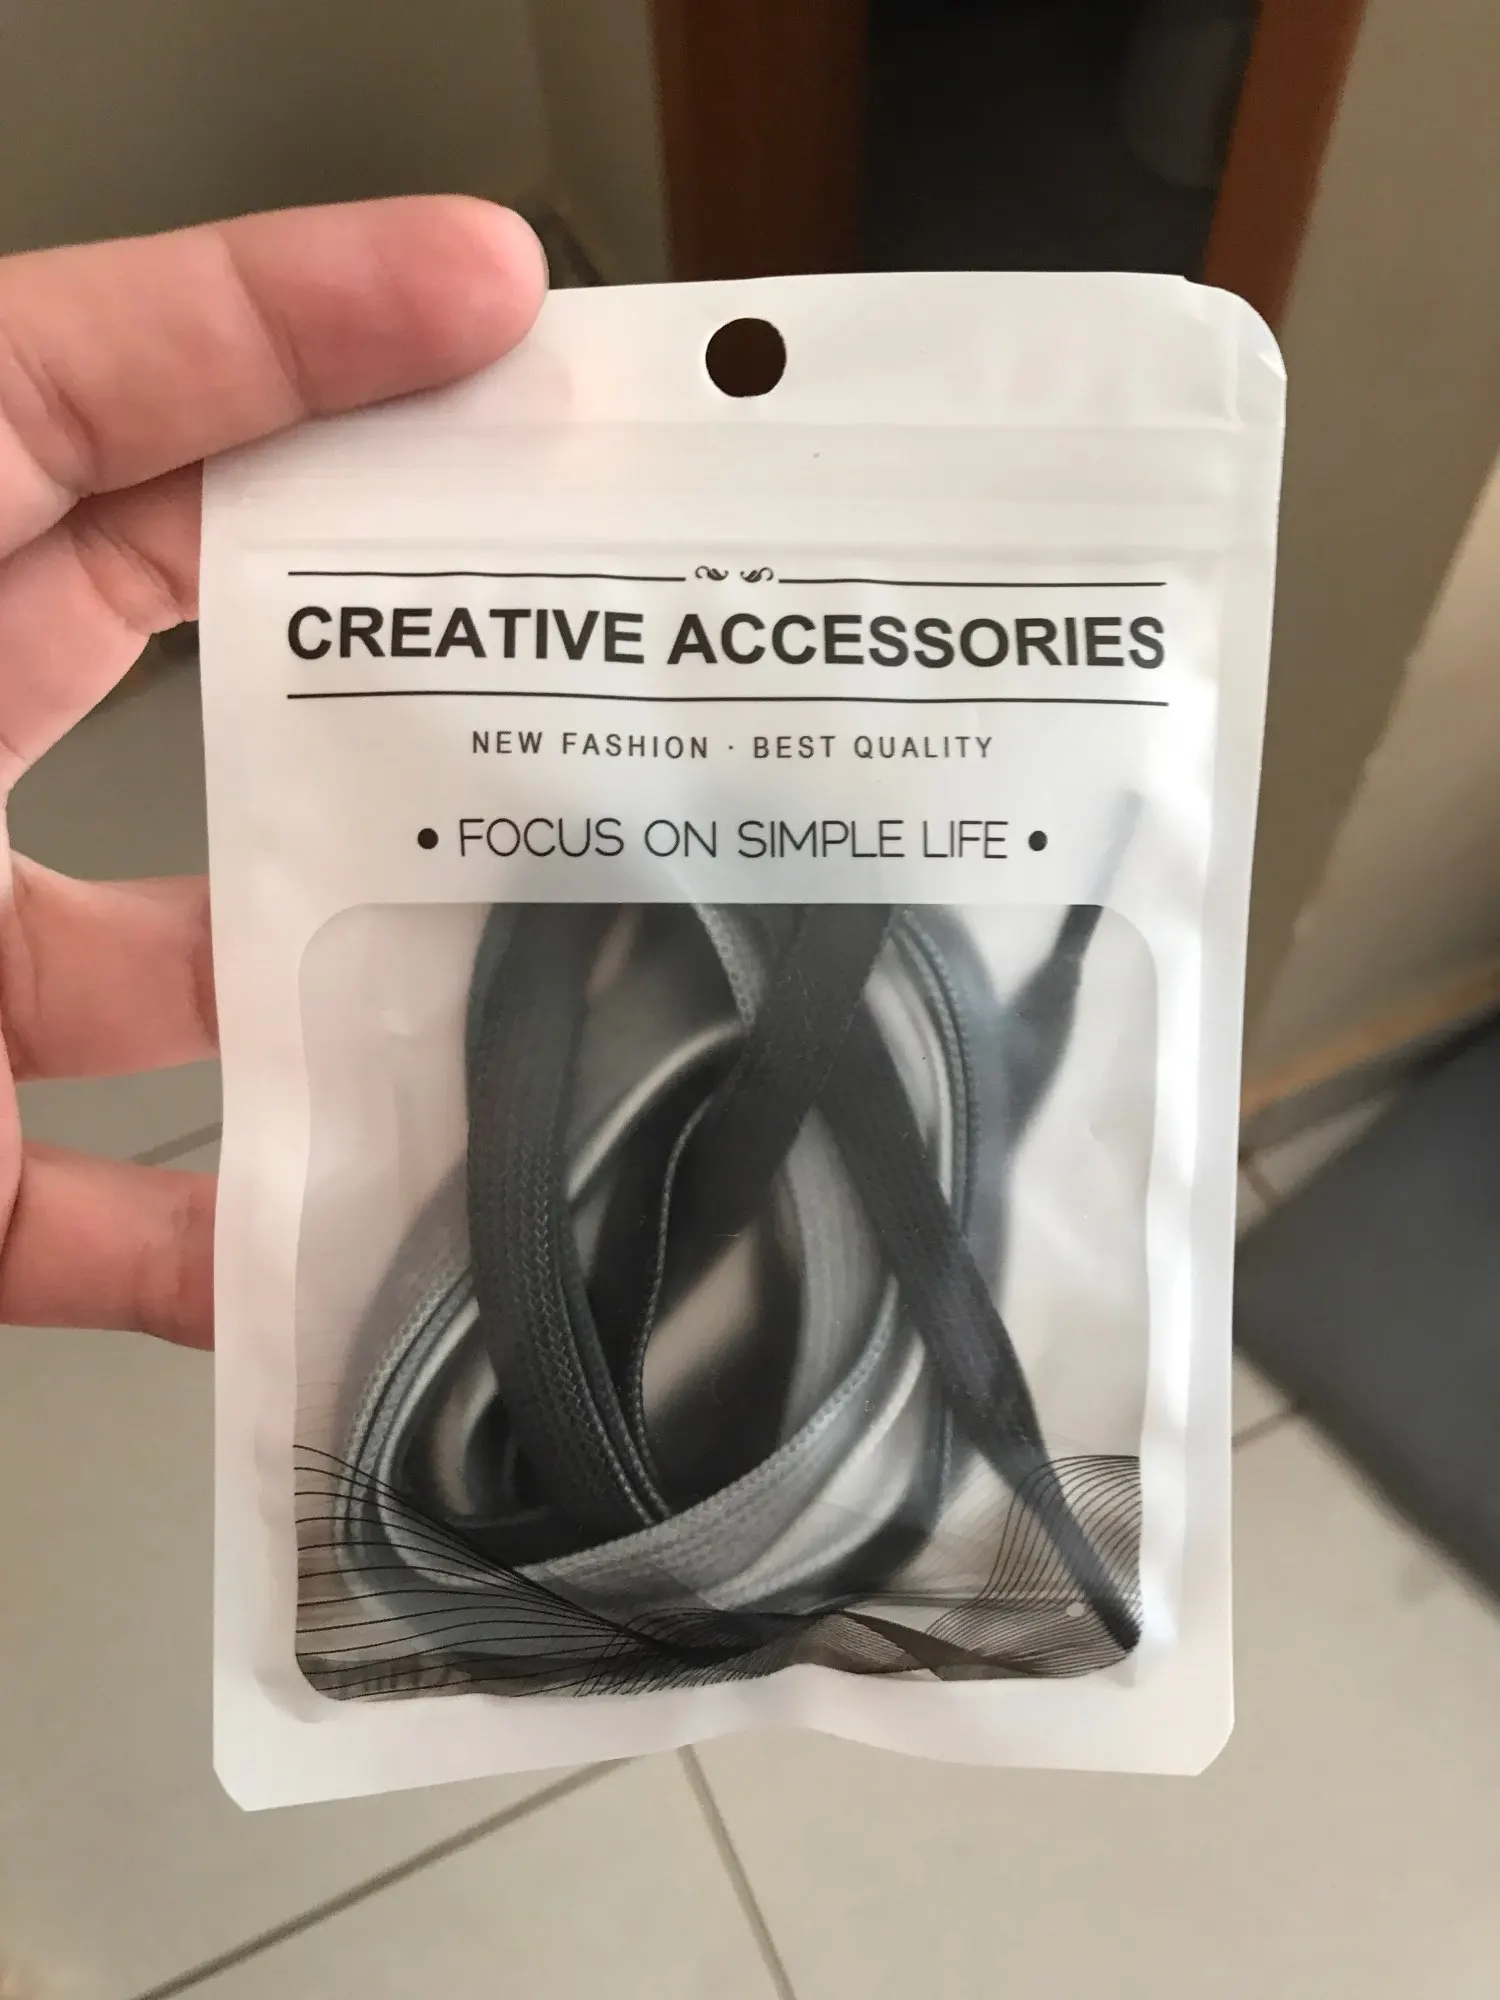 CREATIVE ACCESSORIES
NEW FASHION · BEST QUALITY
• FOCUS ON SIMPLE LIFE •